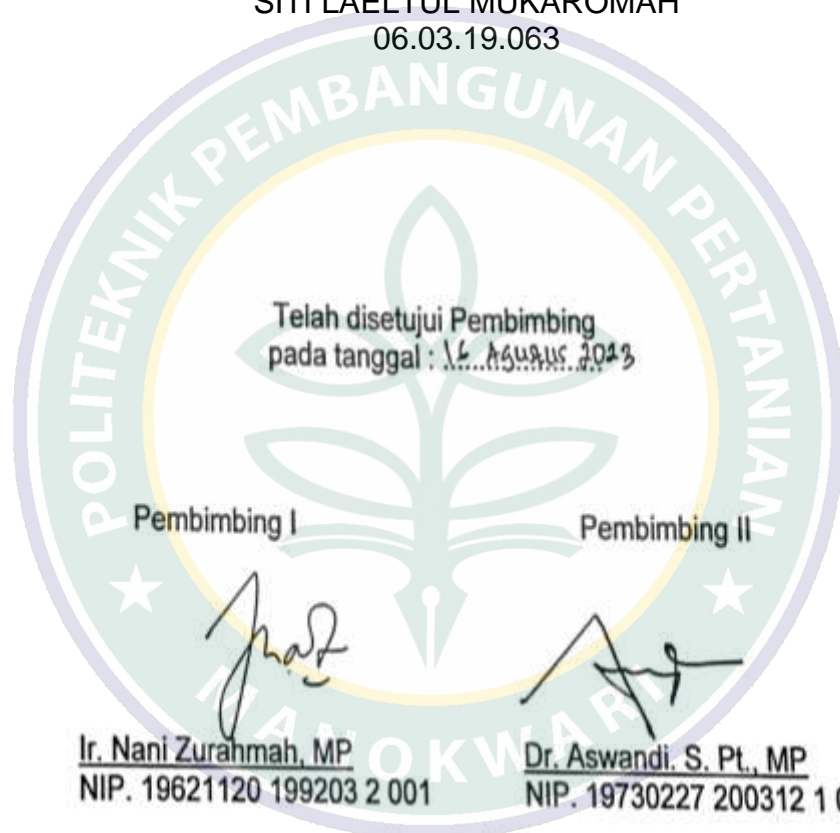 SITI LAELTUL MUKAROMAH
06.03.19.063
POLITEKNIK PEMBANGUNAN PERTANIAN
Telah disetujui Pembimbing
pada tanggal : 16 Agustus 2023
Pembimbing I
Pembimbing II
MANOKWARI
Ir. Nani Zurahmah, MP
Dr. Aswandi. S. Pt., MP
NIP. 19621120 199203 2 001
NIP. 19730227 200312 1 0